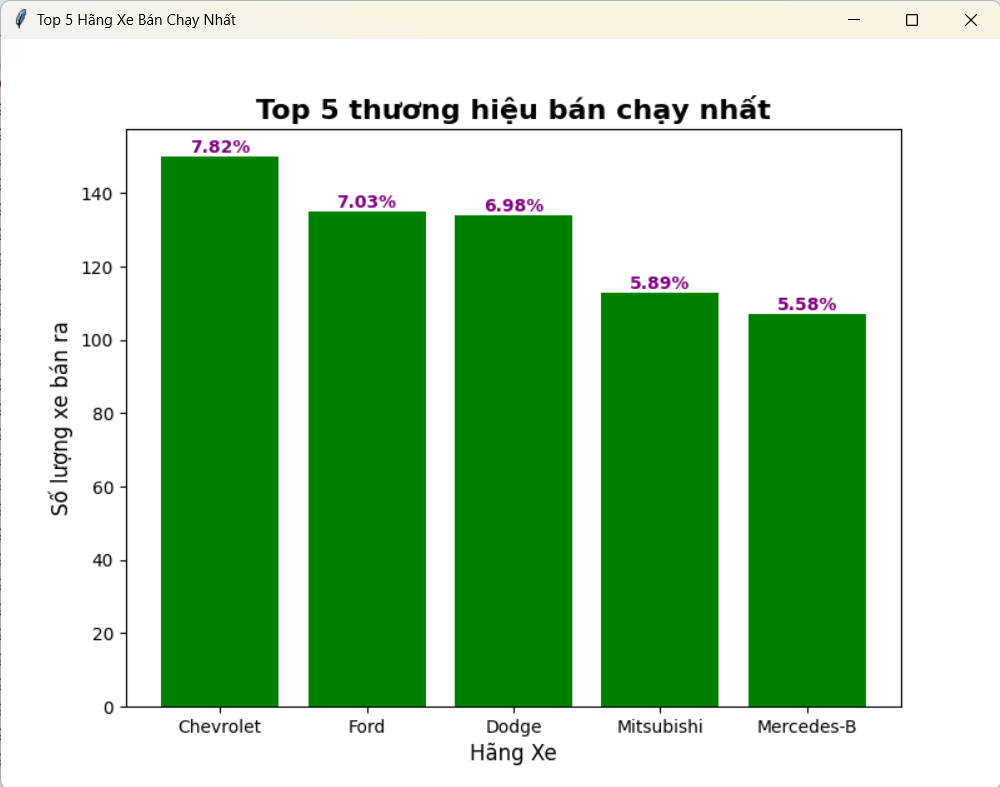 Top 5 Hãng Xe Bán Chạy Nhất
Top 5 thương hiệu bán chạy nhất
7.82%
7.03%
6.98%
5.89%
5.58%
140
120
100
80
60
40
20
0
Số lượng xe bán ra
Chevrolet
Ford
Dodge
Mitsubishi
Mercedes-B
Hãng Xe